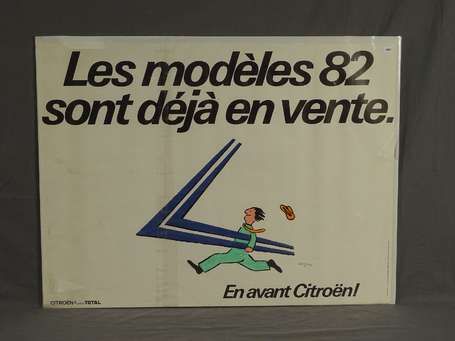 Les modèles 82
sont déjà en vente.
En avant Citroën!
CITROËN TOTAL